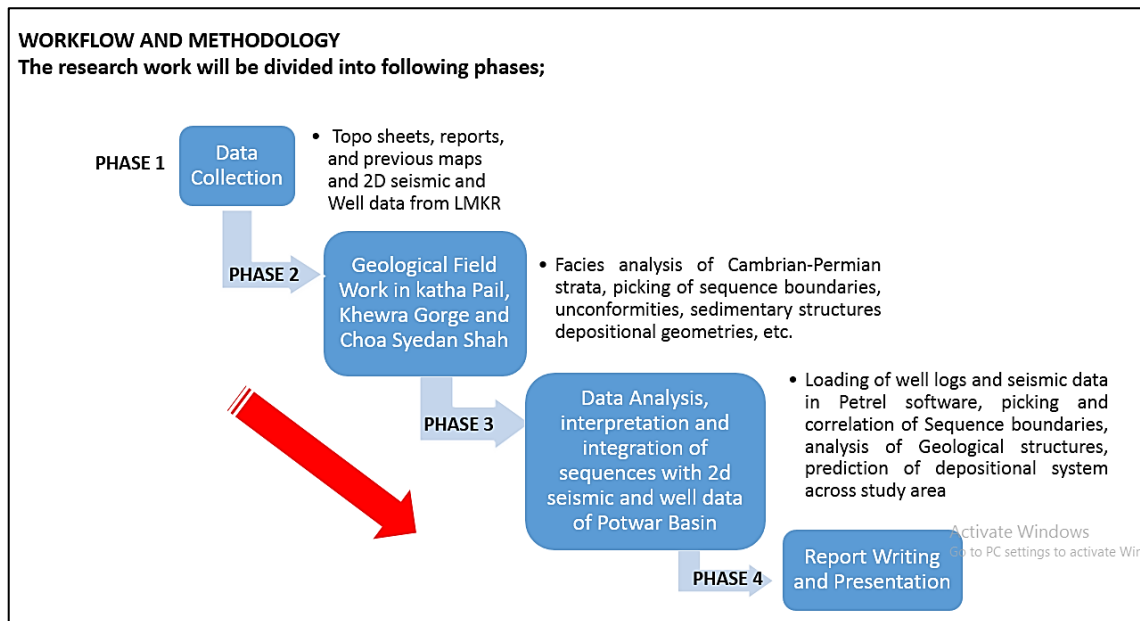 WORKFLOW AND METHODOLOGY
The research work will be divided into following phases;
PHASE 1
Data
Collection
• Topo sheets, reports,
and previous maps
and 2D seismic and
Well data from LMKR
PHASE 2
Geological Field
Work in katha Pail,
Khewra Gorge and
Choa Syedan Shah
• Facies analysis of Cambrian-Permian
strata, picking of sequence boundaries,
unconformities, sedimentary structures
depositional geometries, etc.
PHASE 3
Data Analysis,
interpretation and
integration of
sequences with 2d
seismic and well data
of Potwar Basin
• Loading of well logs and seismic data
in Petrel software, picking and
correlation of Sequence boundaries,
analysis of Geological structures,
prediction of depositional system
across study area
PHASE 4
Report Writing
and Presentation
Activate Windows
Go to PC settings to activate Win